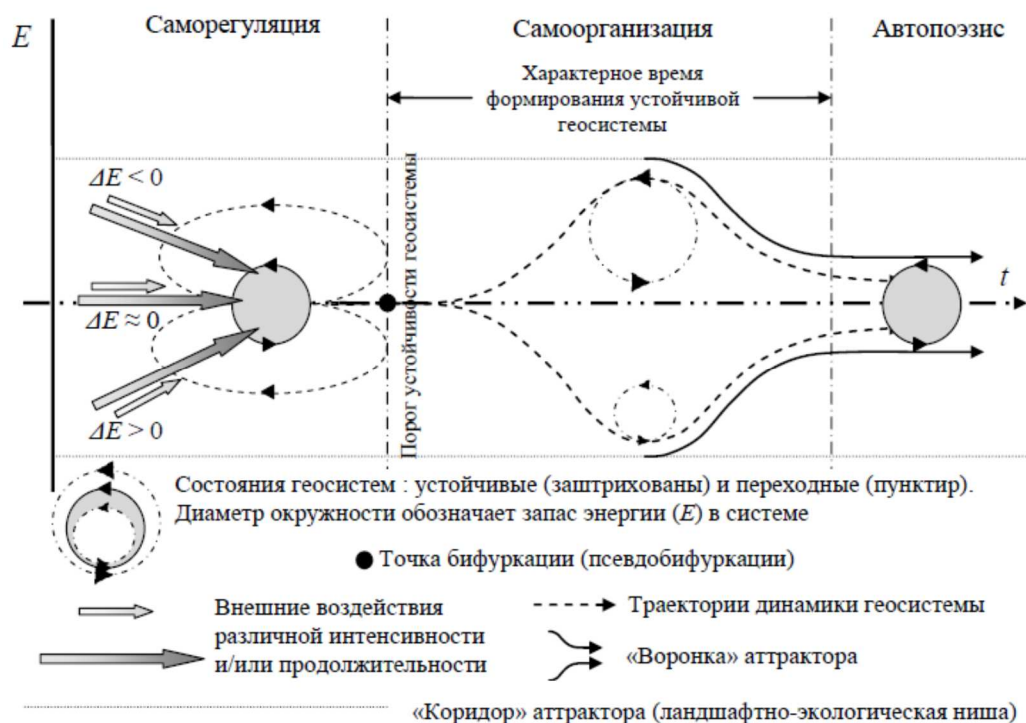 E
Саморегуляция
Самоорганизация
Автопоэзис
Характерное время
формирования устойчивой
геосистемы
ΔE < 0
ΔE ≈ 0
ΔE > 0
Порог устойчивости геосистемы
t
Состояния геосистем : устойчивые (заштрихованы) и переходные (пунктир).
Диаметр окружности обозначает запас энергии (E) в системе
Точка бифуркации (псевдобифуркации)
Внешние воздействия
различной интенсивности
и/или продолжительности
Траектории динамики геосистемы
«Воронка» аттрактора
«Коридор» аттрактора (ландшафтно-экологическая ниша)